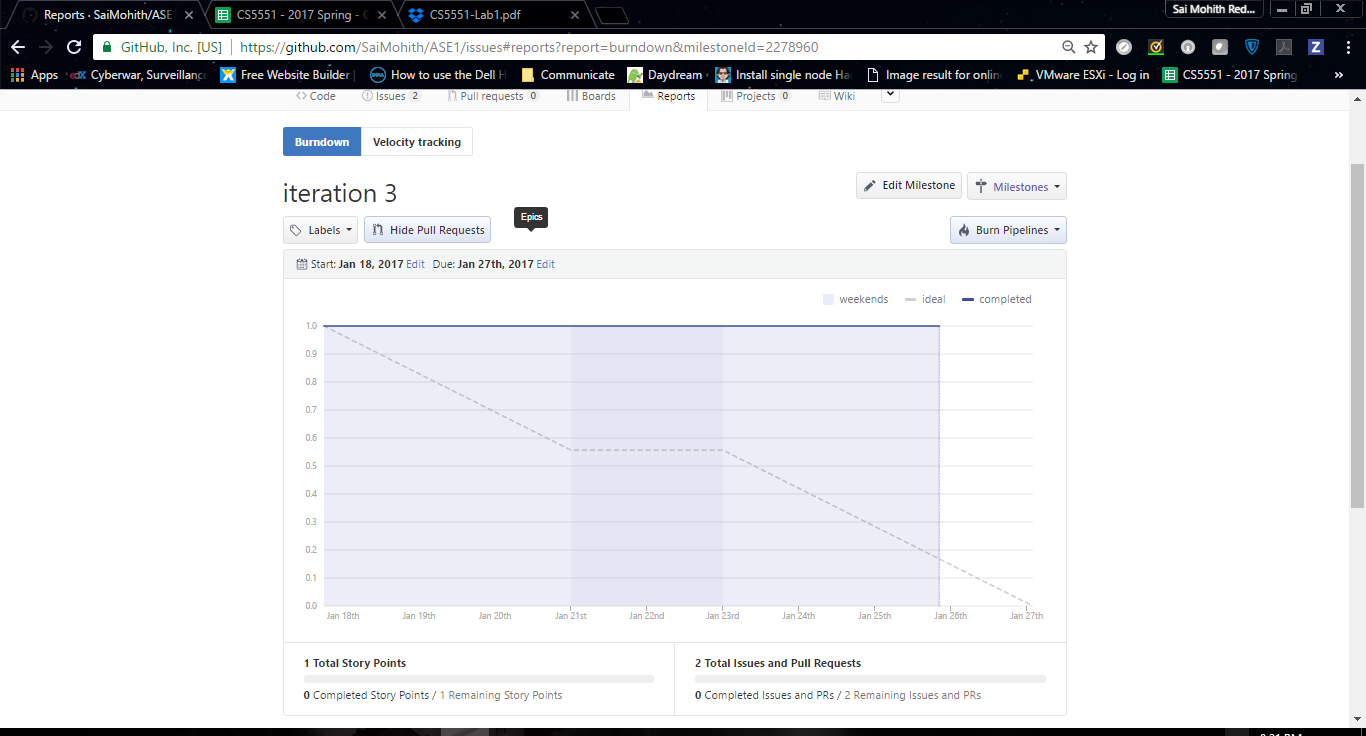 Reports · SaiMohith/ASE
CS5551 - 2017 Spring -
CS5551-Lab1.pdf
Sai Mohith Red...
GitHub, Inc. [US]
https://github.com/SaiMohith/ASE1/issues#reports?report=burndown&milestoneId=2278960
Apps
edX
Cyberwar, Surveillanc
Free Website Builder
DELL
How to use the Dell H
Communicate
Daydream
Install single node Ha
Image result for onlin
VMware ESXi - Log in
CS5551 - 2017 Spring
»
Code
Issues 2
Pull requests 0
Boards
Reports
Projects 0
Wiki
Burndown
Velocity tracking
iteration 3
Edit Milestone
Milestones
Labels
Hide Pull Requests
Epics
Burn Pipelines
Start: Jan 18, 2017 Edit Due: Jan 27th, 2017 Edit
weekends
ideal
completed
1.0
0.9
0.8
0.7
0.6
0.5
0.4
0.3
0.2
0.1
0.0
Jan 18th
Jan 19th
Jan 20th
Jan 21st
Jan 22nd
Jan 23rd
Jan 24th
Jan 25th
Jan 26th
Jan 27th
1 Total Story Points
0 Completed Story Points / 1 Remaining Story Points
2 Total Issues and Pull Requests
0 Completed Issues and PRs / 2 Remaining Issues and PRs